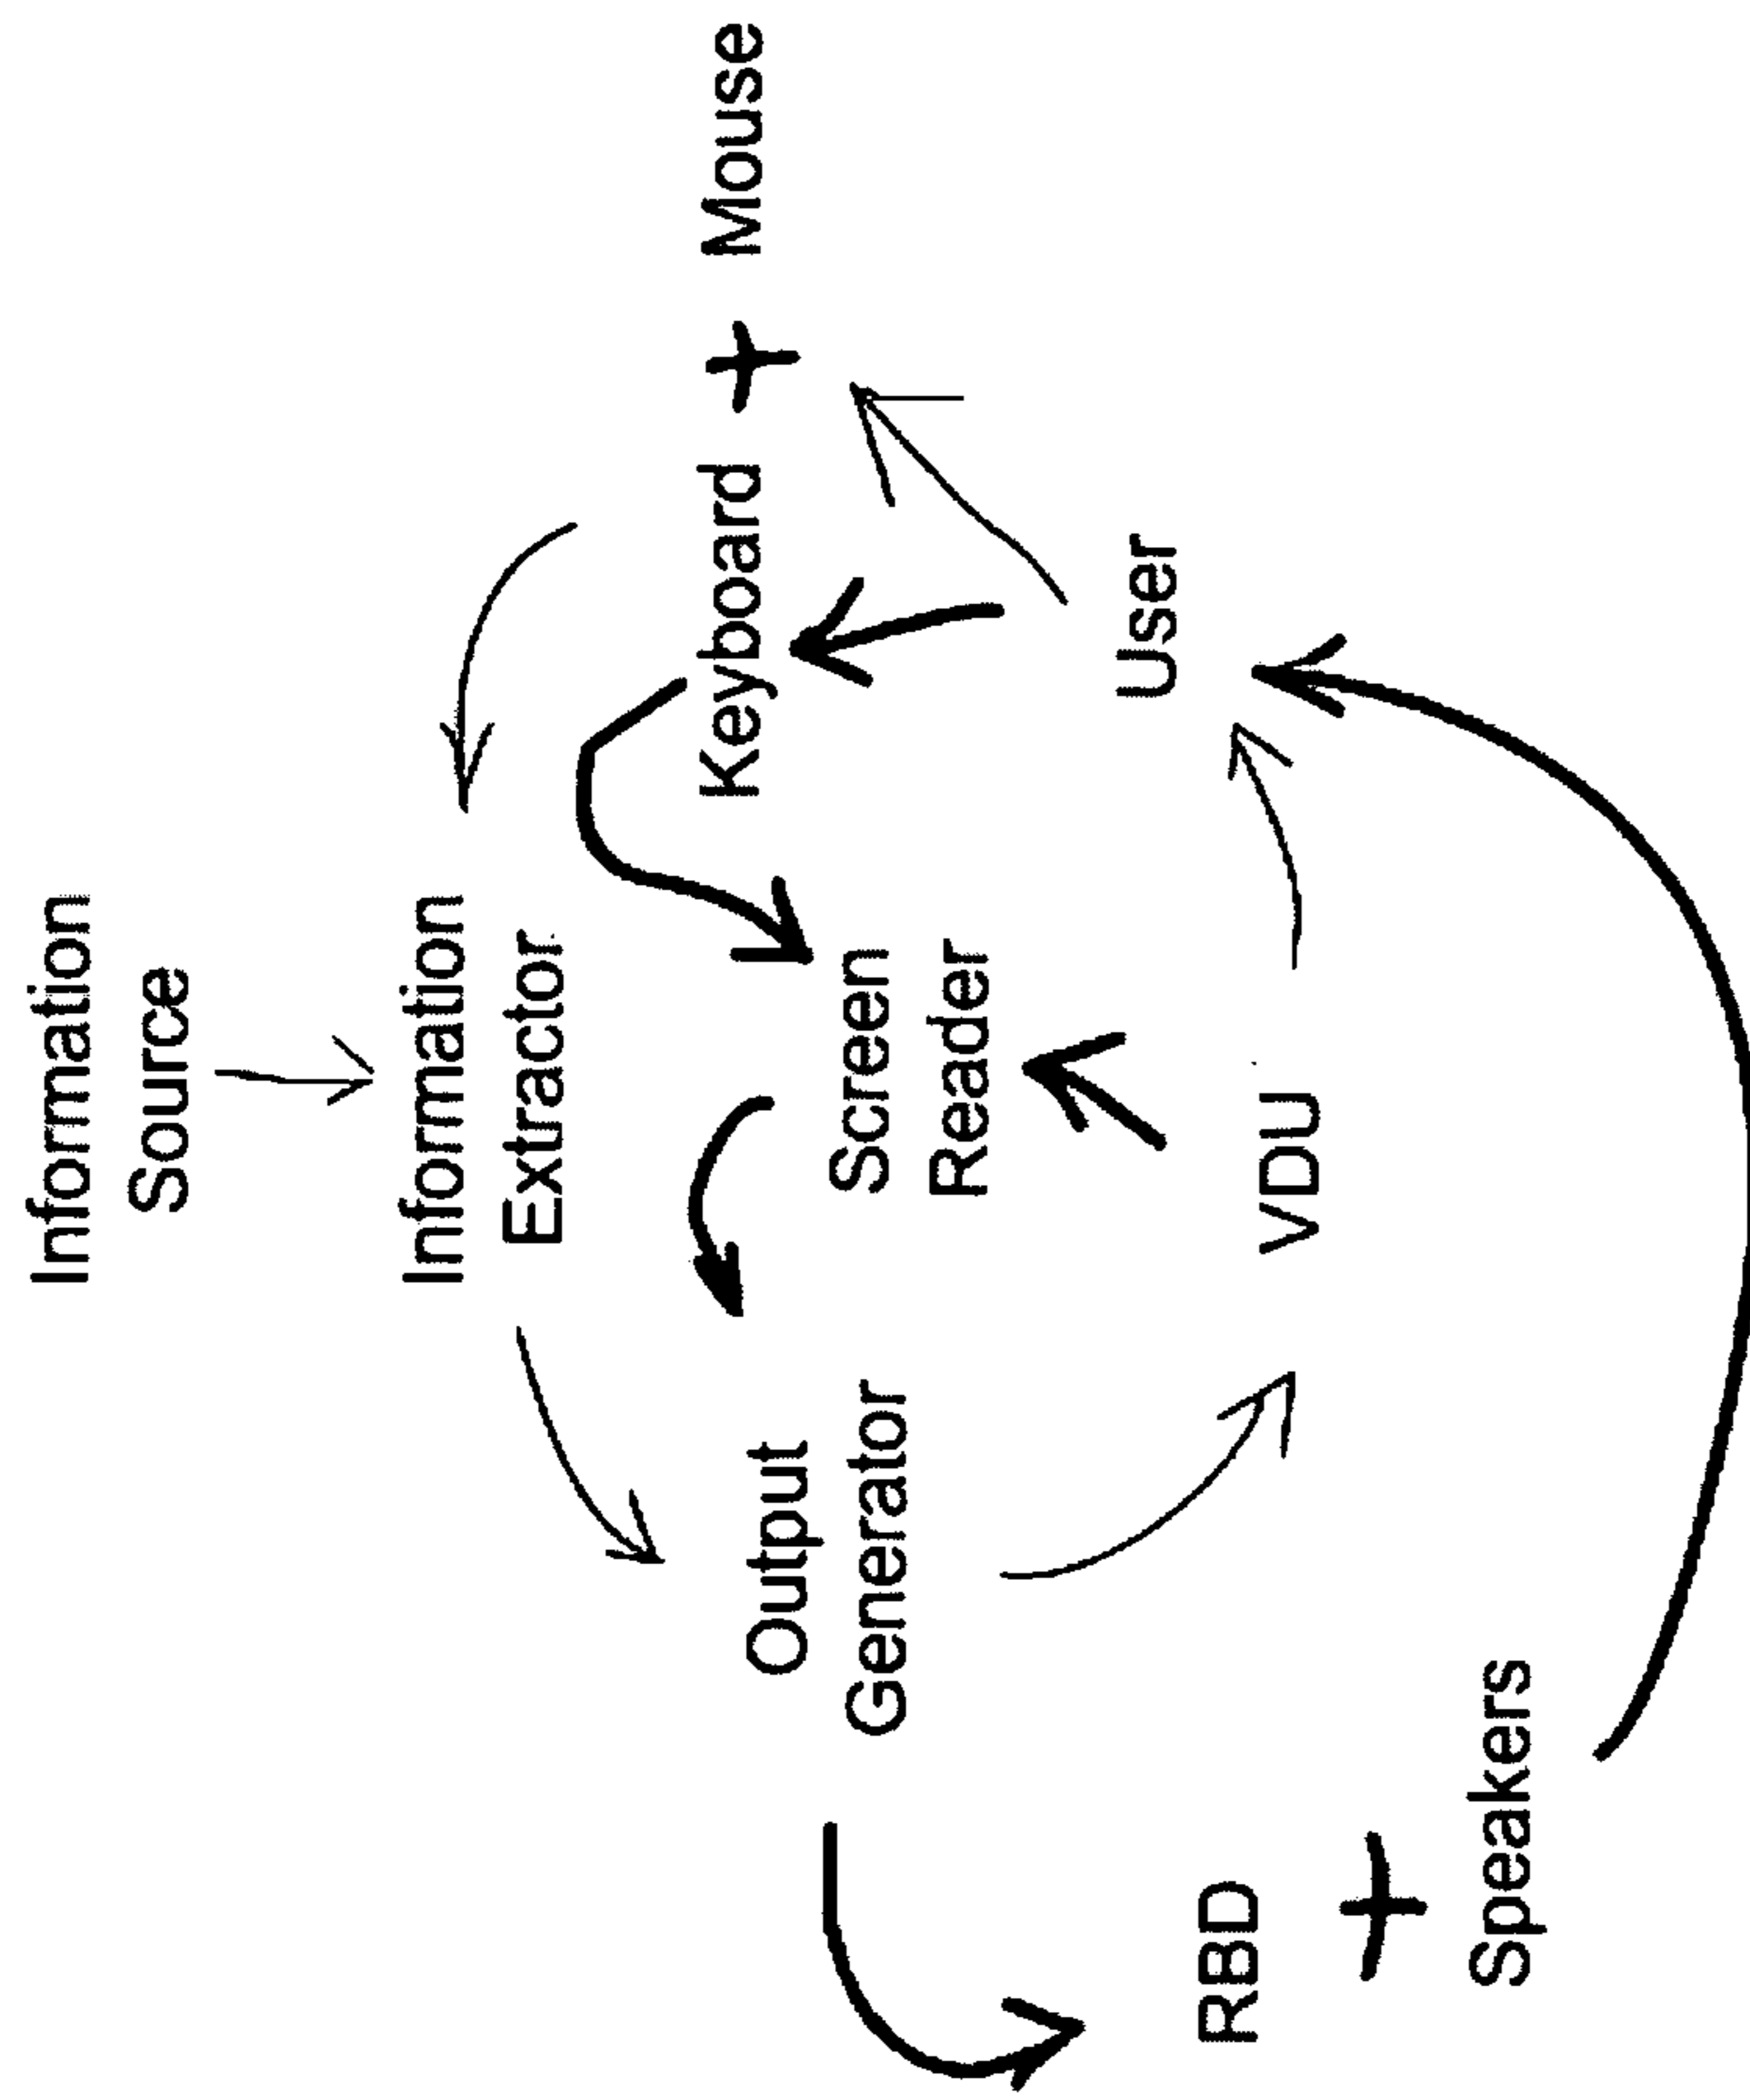 Information
Source
Information
Extractor
Keyboard + Mouse
Output
Generator
Screen
Reader
User
RBD
+
Speakers
VDU